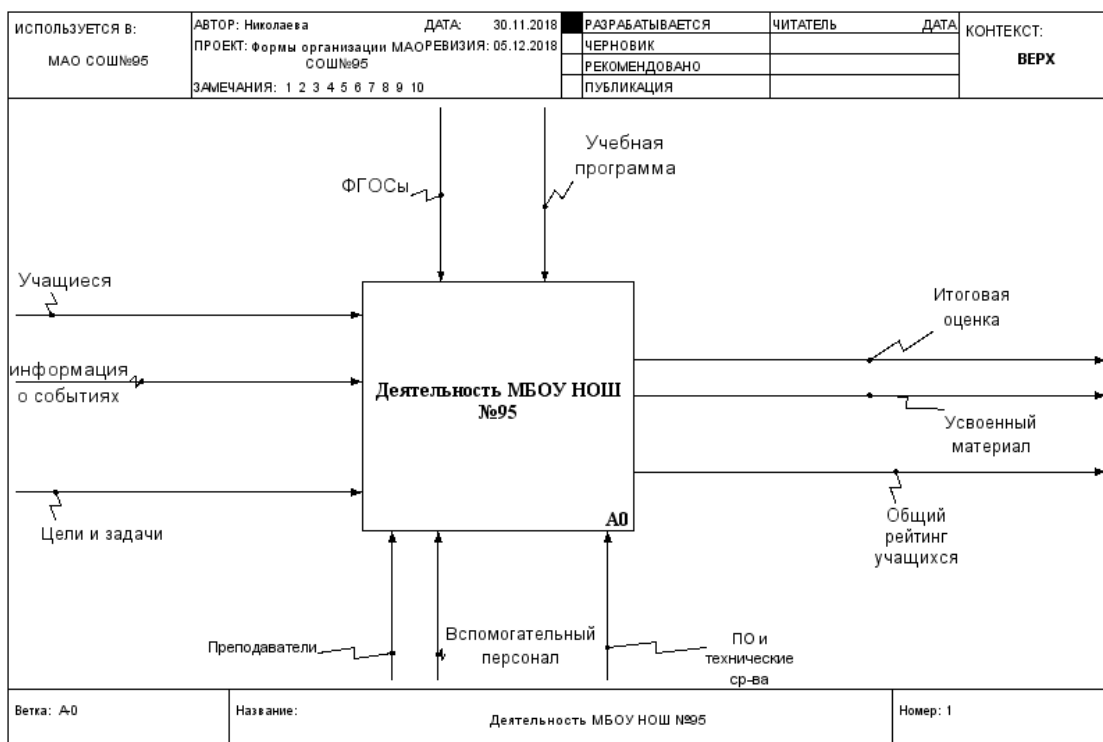 ИСПОЛЬЗУЕТСЯ В:
МАО СОШ№95
АВТОР: Николаева
ДАТА: 30.11.2018
ПРОЕКТ: Формы организации МАО
СОШ№95
РЕВИЗИЯ: 05.12.2018
ЗАМЕЧАНИЯ: 1 2 3 4 5 6 7 8 9 10
РАЗРАБАТЫВАЕТСЯ
ЧЕРНОВИК
РЕКОМЕНДОВАНО
ПУБЛИКАЦИЯ
ЧИТАТЕЛЬ
ДАТА
КОНТЕКСТ:
ВЕРХ
ФГОСы
Учебная
программа
Учащиеся
информация
о событиях
Цели и задачи
Деятельность МБОУ НОШ
№95
A0
Итоговая
оценка
Усвоенный
материал
Общий
рейтинг
учащихся
Преподаватели
Вспомогательный
персонал
ПО и
технические
ср-ва
Ветка: A-0
Название:
Деятельность МБОУ НОШ №95
Номер: 1